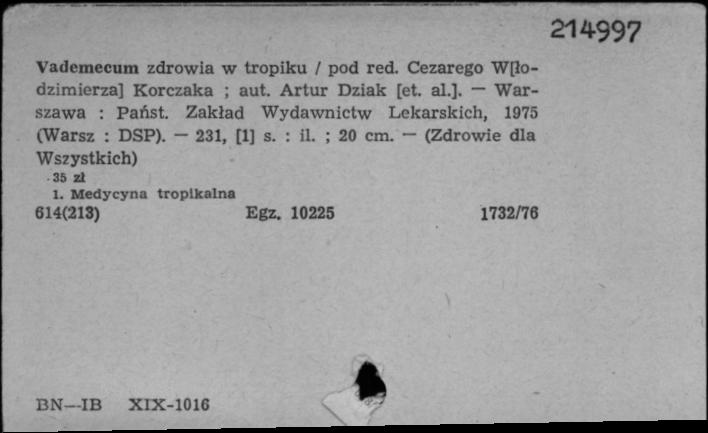 214997
Vademecum zdrowia w tropiku / pod red. Cezarego W[ło-
dzimierza] Korczaka ; aut. Artur Dziak [et. al.]. — War-
szawa : Państ. Zakład Wydawnictw Lekarskich, 1975
(Warsz : DSP). — 231, [1] s. : il. ; 20 cm. — (Zdrowie dla
Wszystkich)
35 zł
1. Medycyna tropikalna
614(213) Egz. 10225 1732/76
BN—IB XIX-1016